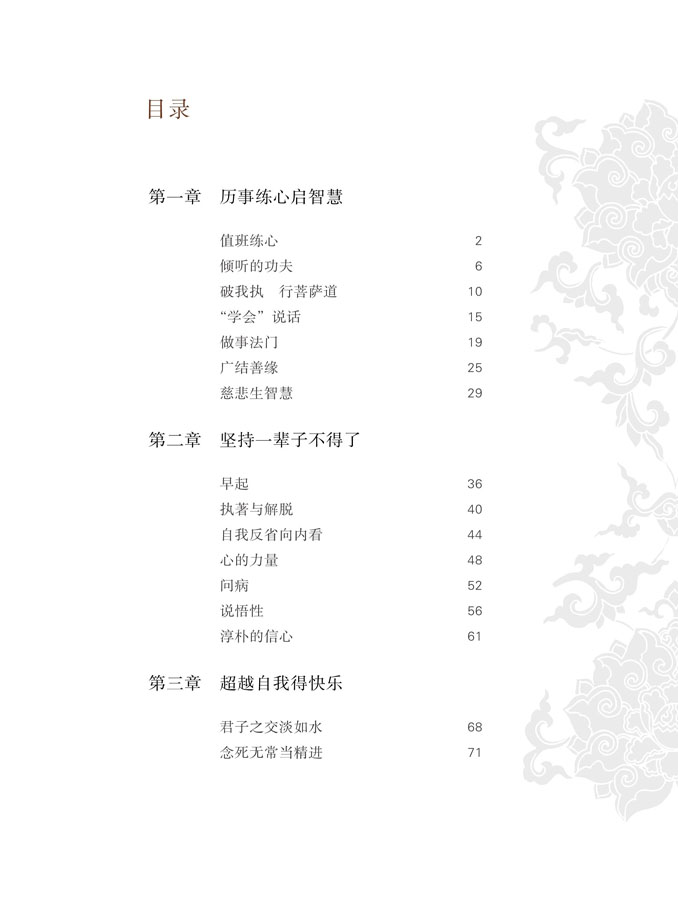 目录
第一章 历事练心启智慧
值班练心 2
倾听的功夫 6
破我执　行菩萨道 10
“学会”说话 15
做事法门 19
广结善缘 25
慈悲生智慧 29
第二章 坚持一辈子不得了
早起 36
执著与解脱 40
自我反省向内看 44
心的力量 48
问病 52
说悟性 56
淳朴的信心 61
第三章 超越自我得快乐
君子之交淡如水 68
念死无常当精进 71